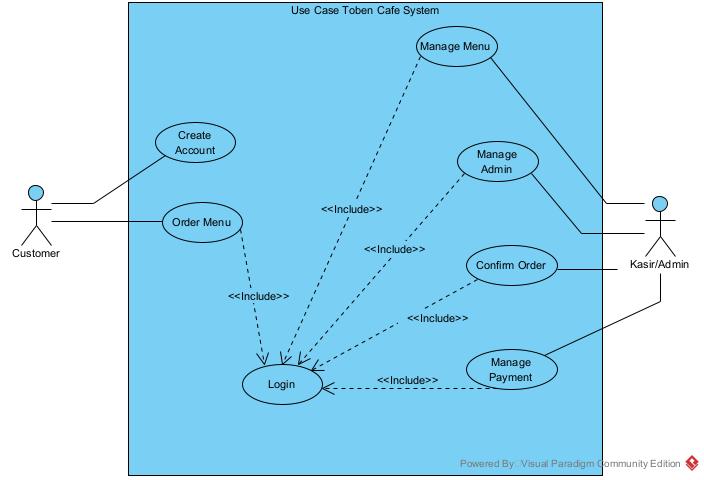 Use Case Toben Cafe System
Manage Menu
Create
Account
Manage
Admin
<<Include>>
Order Menu
<<Include>>
Customer
Kasir/Admin
Confirm Order
<<Include>>
<<Include>>
Manage
Payment
Login
<<Include>>
Powered By: Visual Paradigm Community Edition